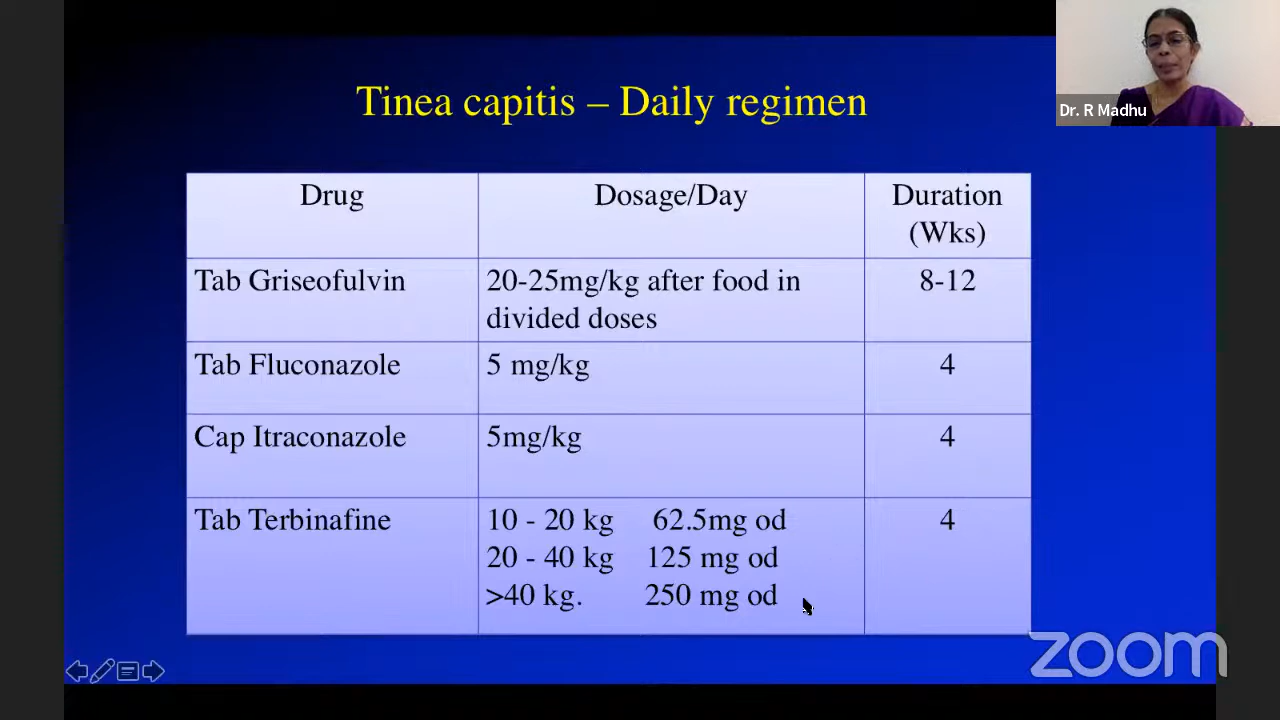 Tinea capitis – Daily regimen
Dr. R Madhu
Drug Dosage/Day Duration
(Wks)
Tab Griseofulvin 20-25mg/kg after food in 8-12
divided doses
Tab Fluconazole 5 mg/kg 4
Cap Itraconazole 5mg/kg 4
Tab Terbinafine 10 - 20 kg 62.5mg od 4
20 - 40 kg 125 mg od
>40 kg. 250 mg od
zoom